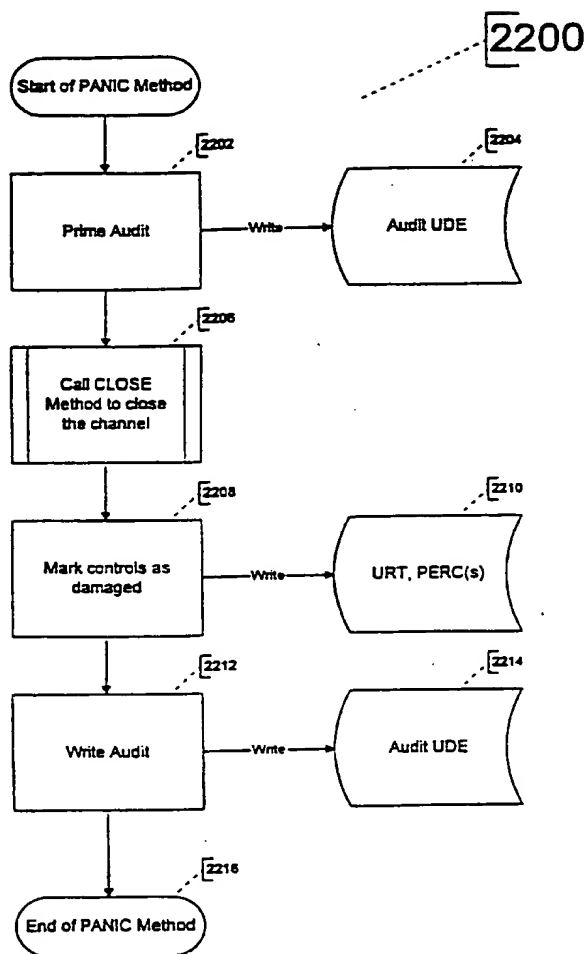 2200
Start of PANIC Method
2202
2204
Prime Audit
Write
Audit UDE
2206
Call CLOSE
Method to close
the channel
2208
2210
Mark controls as
damaged
Write
URT, PERC(s)
2212
2214
Write Audit
Write
Audit UDE
2216
End of PANIC Method